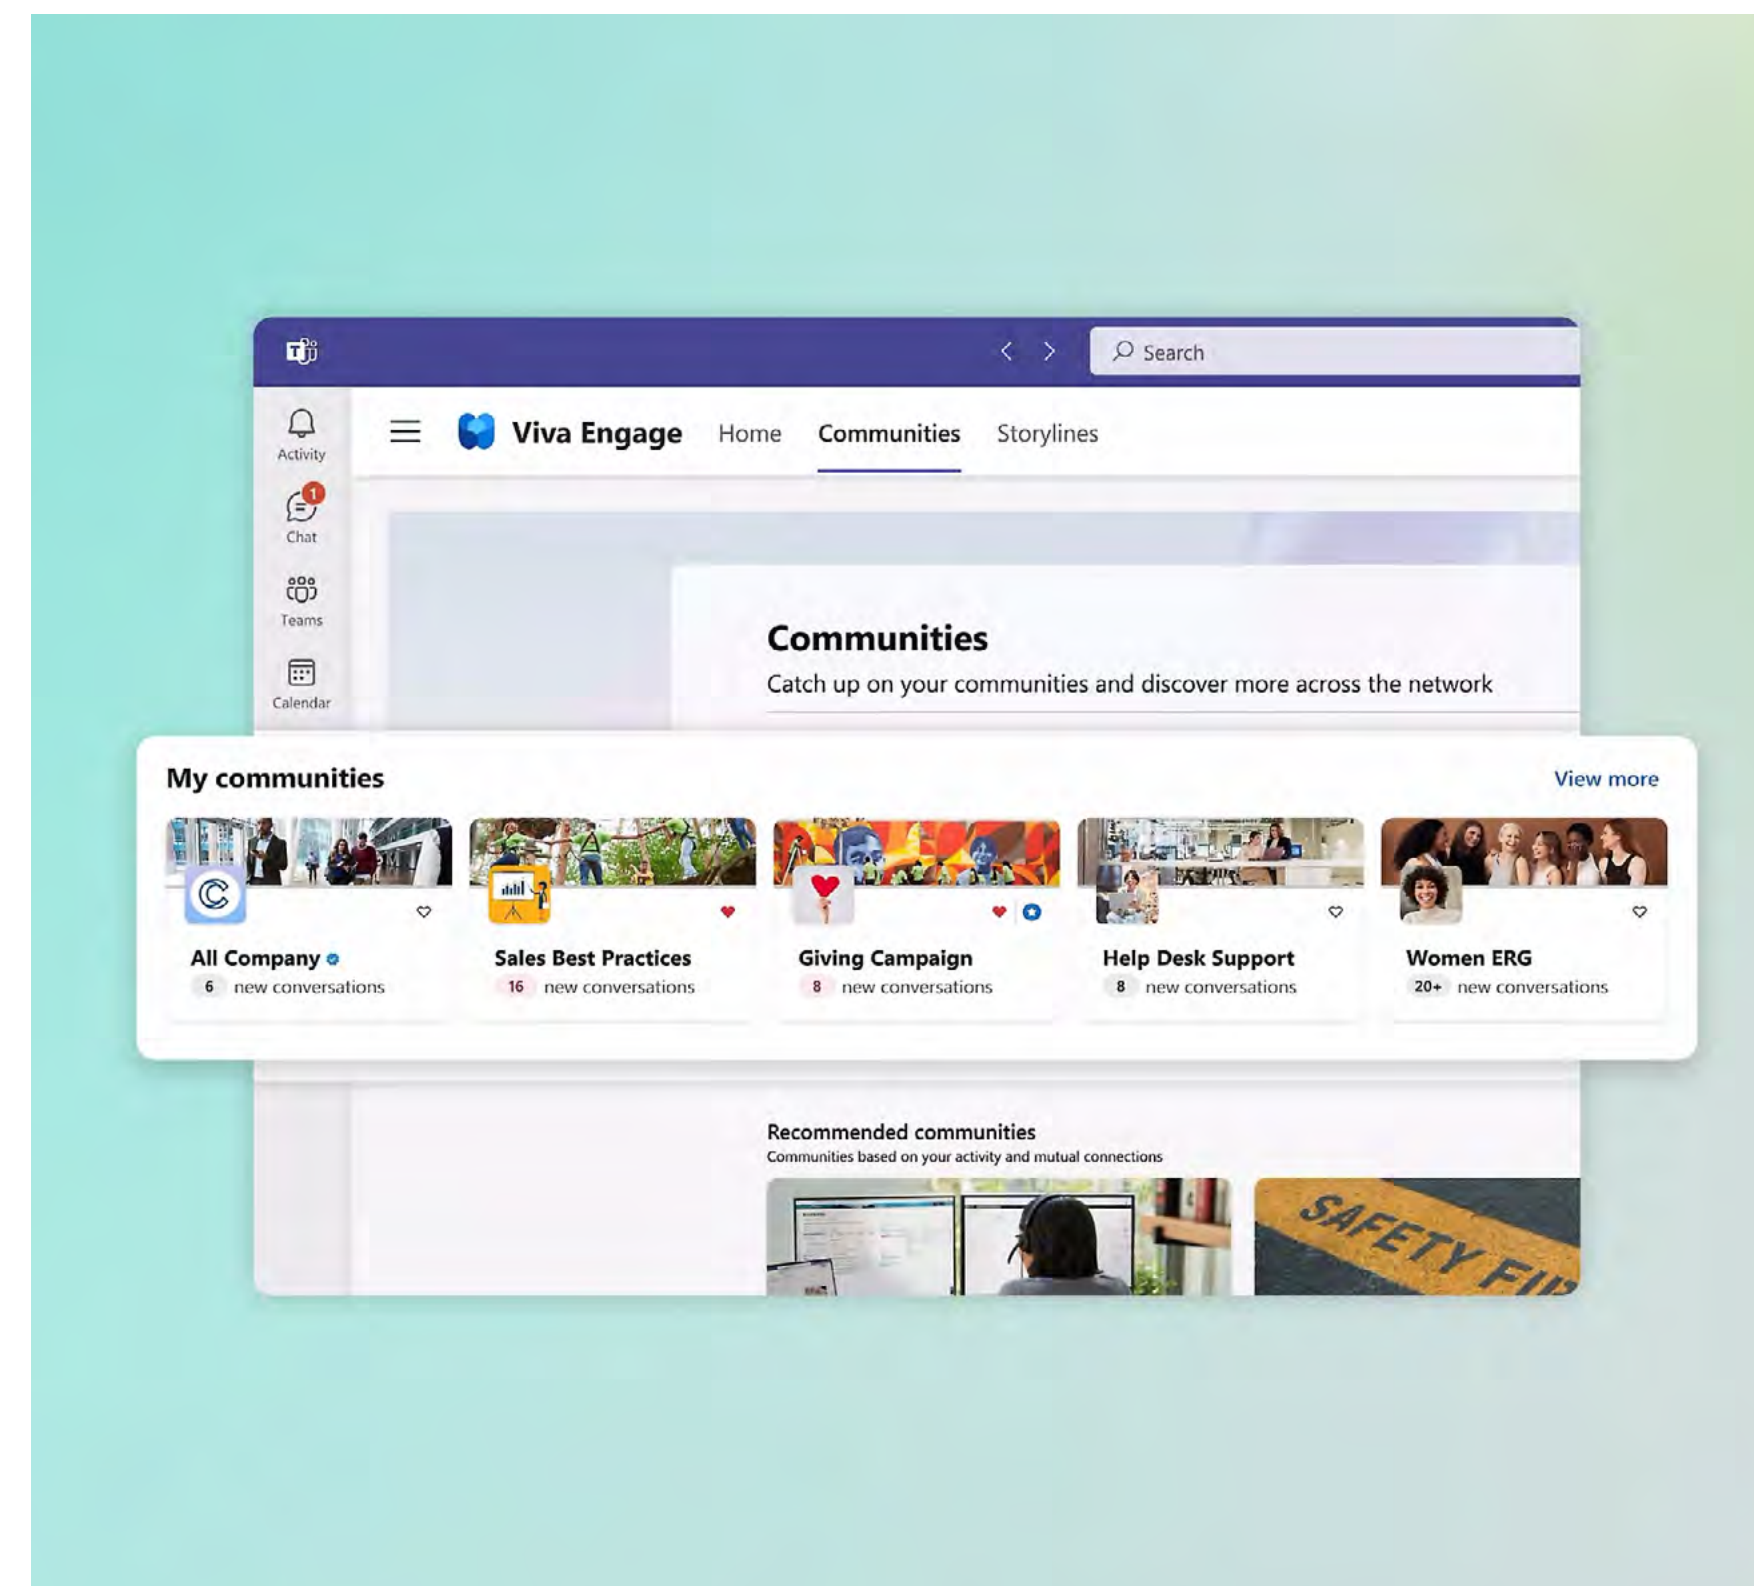 Search
Viva Engage Home Communities Storylines
Activity
1
Chat
Teams
Calendar
Communities
Catch up on your communities and discover more across the network
My communities
View more
All Company
6 new conversations
Sales Best Practices
16 new conversations
Giving Campaign
8 new conversations
Help Desk Support
8 new conversations
Women ERG
20+ new conversations
Recommended communities
Communities based on your activity and mutual connections
SAFETY